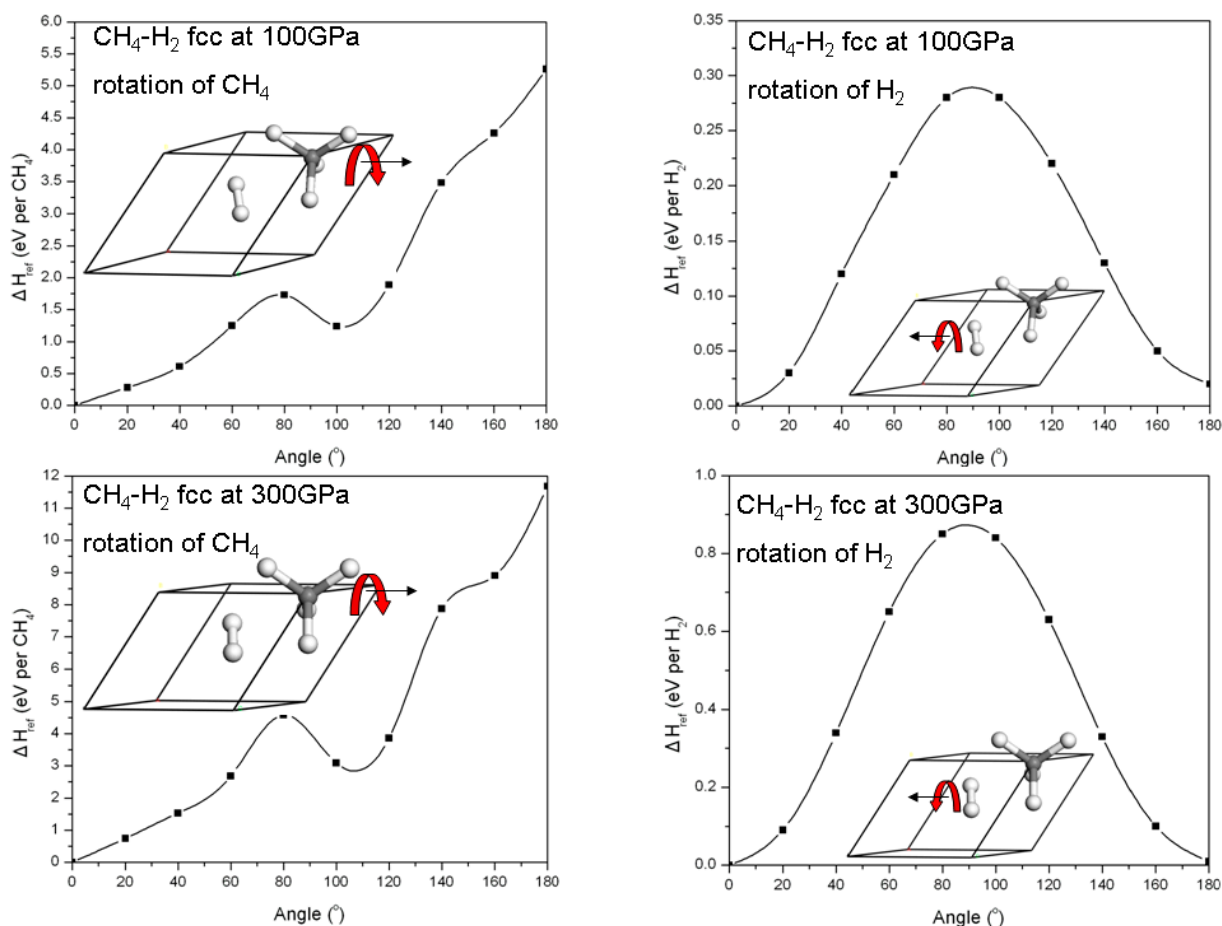 CH₄-H₂ fcc at 100GPa
rotation of CH₄
6.0
5.5
5.0
4.5
4.0
3.5
3.0
2.5
2.0
1.5
1.0
0.5
0.0
Δ H_ref (eV per CH₄)
0 20 40 60 80 100 120 140 160 180
Angle (°)
CH₄-H₂ fcc at 100GPa
rotation of H₂
0.35
0.30
0.25
0.20
0.15
0.10
0.05
0.00
Δ H_ref (eV per H₂)
0 20 40 60 80 100 120 140 160 180
Angle (°)
CH₄-H₂ fcc at 300GPa
rotation of CH₄
12
11
10
9
8
7
6
5
4
3
2
1
0
Δ H_ref (eV per CH₄)
0 20 40 60 80 100 120 140 160 180
Angle (°)
CH₄-H₂ fcc at 300GPa
rotation of H₂
1.0
0.8
0.6
0.4
0.2
0.0
Δ H_ref (eV per H₂)
0 20 40 60 80 100 120 140 160 180
Angle (°)